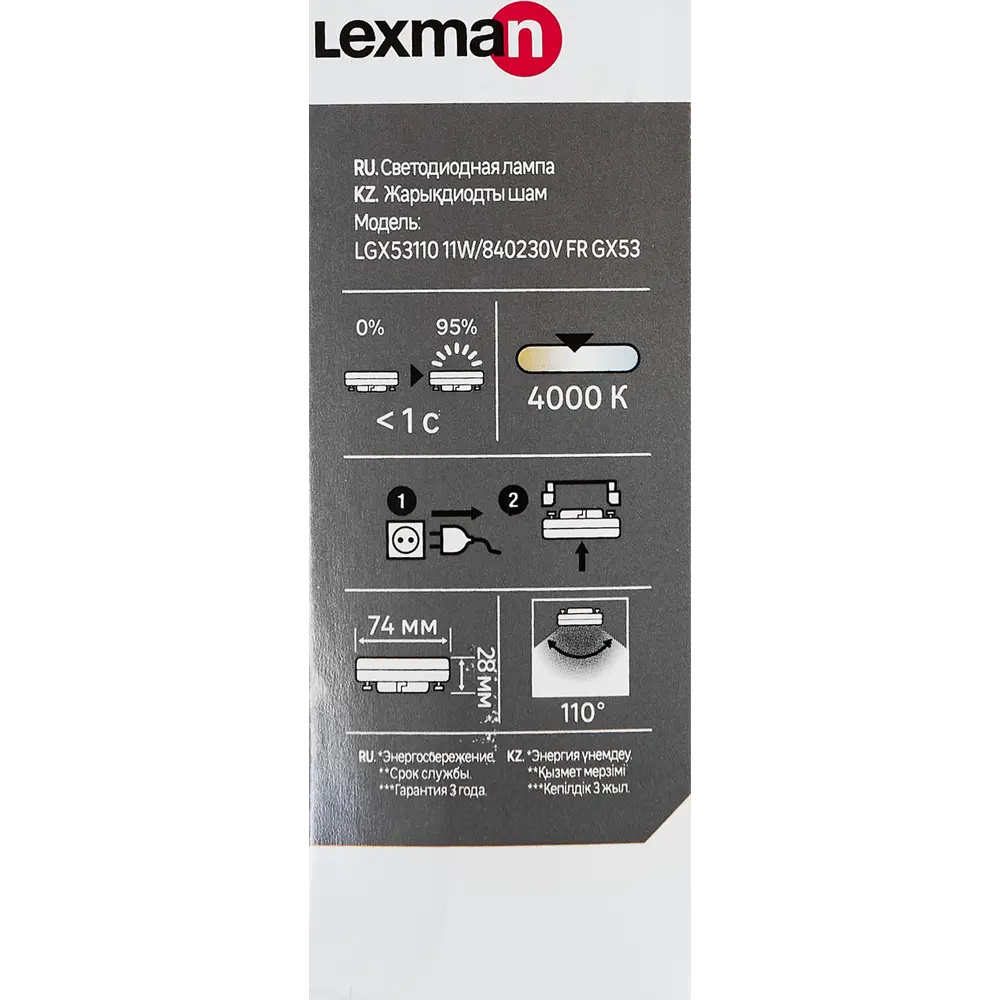 Lexman
RU. Светодиодная лампа
KZ. Жарықдиодты шам
Модель:
LGX53110 11W/840230V FR GX53
0% 95%
< 1 с
4000 К
1 2
74 мм
28 мм
110°
RU. *Энергосбережение.
**Срок службы.
***Гарантия 3 года.
KZ. *Энергия үнемдеу.
**Қызмет мерзімі
***Кепілдік 3 жыл.